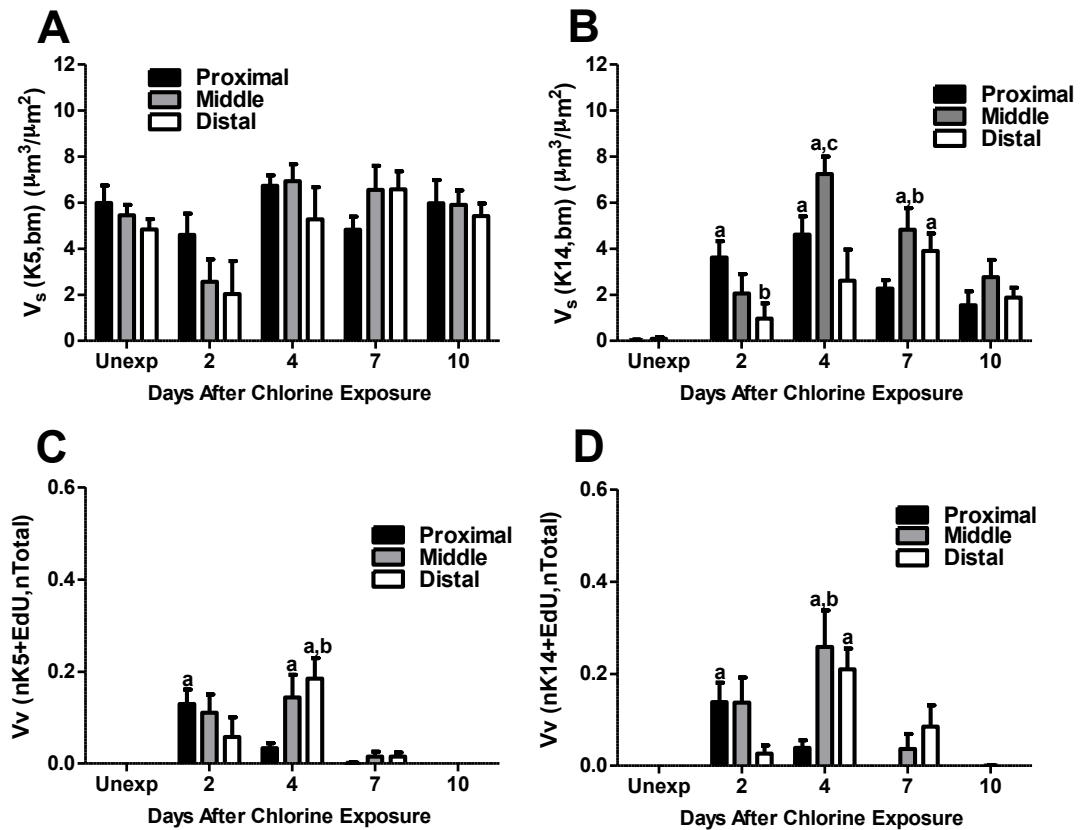 A
12
10
8
6
4
2
0
Vs (K5,bm) (μm³/μm²)
Proximal
Middle
Distal
Unexp 2 4 7 10
Days After Chlorine Exposure
B
12
10
8
6
4
2
0
Vs (K14,bm) (μm³/μm²)
Proximal
Middle
Distal
a
b
a
a,c
a,b
a
Unexp 2 4 7 10
Days After Chlorine Exposure
C
0.6
0.4
0.2
0.0
Vv (nK5+EdU,nTotal)
Proximal
Middle
Distal
a
a
a,b
Unexp 2 4 7 10
Days After Chlorine Exposure
D
0.6
0.4
0.2
0.0
Vv (nK14+EdU,nTotal)
Proximal
Middle
Distal
a
a,b
a
Unexp 2 4 7 10
Days After Chlorine Exposure